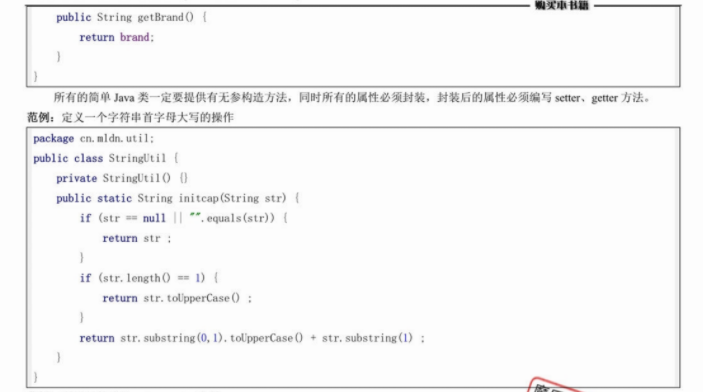 购买本书籍
public String getBrand() {
return brand;
}
}
所有的简单 Java 类一定要提供有无参构造方法，同时所有的属性必须封装，封装后的属性必须编写 setter、getter 方法。
范例：定义一个字符串首字母大写的操作
package cn.mldn.util;
public class StringUtil {
private StringUtil() {}
public static String initcap(String str) {
if (str == null || "".equals(str)) {
return str ;
}
if (str.length() == 1) {
return str.toUpperCase() ;
}
return str.substring(0,1).toUpperCase() + str.substring(1) ;
}
}